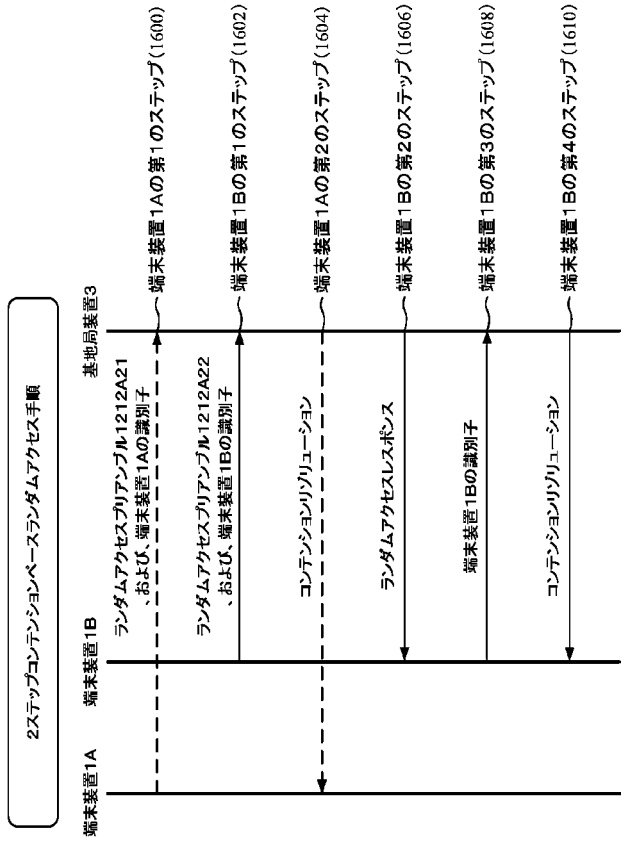 2ステップコンテンションベースランダムアクセス手順
端末装置1A
端末装置1B
基地局装置3
ランダムアクセスプリアンブル1212A21
、および、端末装置1Aの識別子
端末装置1Aの第1のステップ(1600)
ランダムアクセスプリアンブル1212A22
、および、端末装置1Bの識別子
端末装置1Bの第1のステップ(1602)
コンテンションリゾリューション
端末装置1Aの第2のステップ(1604)
ランダムアクセスレスポンス
端末装置1Bの第2のステップ(1606)
端末装置1Bの識別子
端末装置1Bの第3のステップ(1608)
コンテンションリゾリューション
端末装置1Bの第4のステップ(1610)